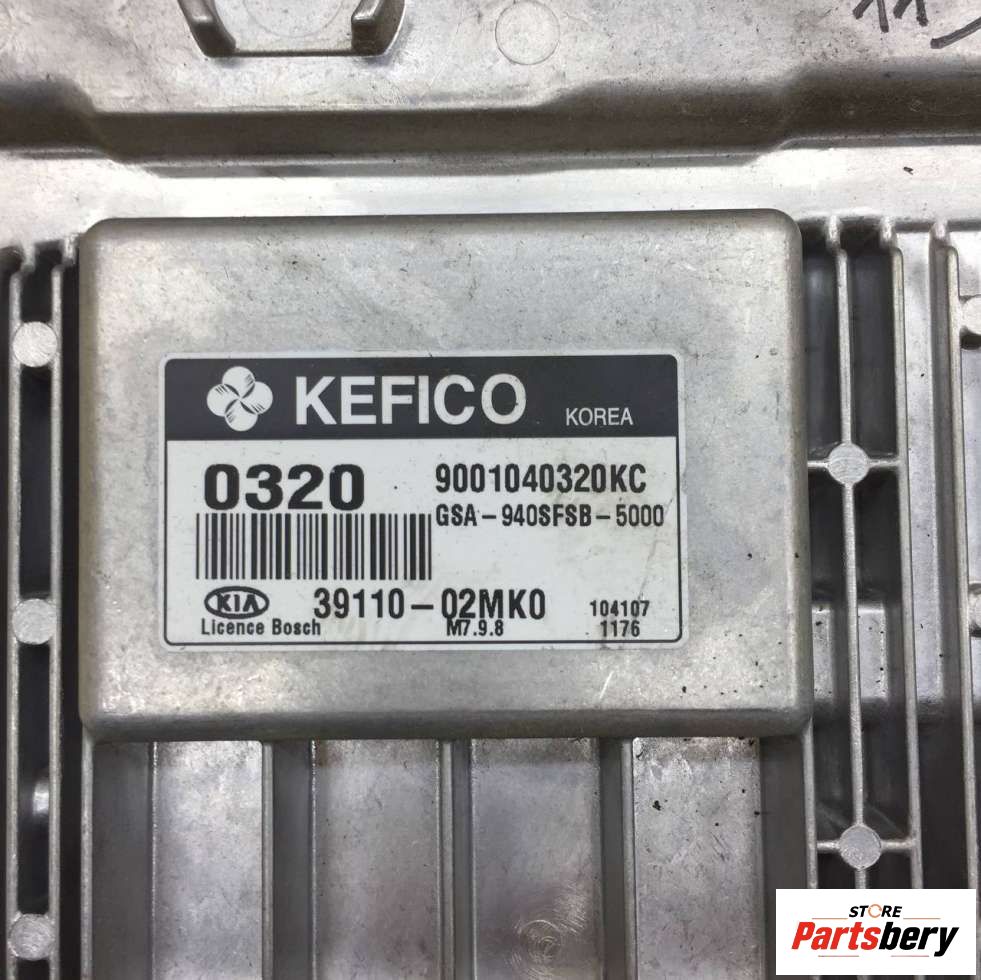 11
KEFICO KOREA
0320 9001040320KC
GSA-940SFSB-5000
KIA 39110-02MK0 104107
Licence Bosch M7.9.8 1176
STORE
Partsbery